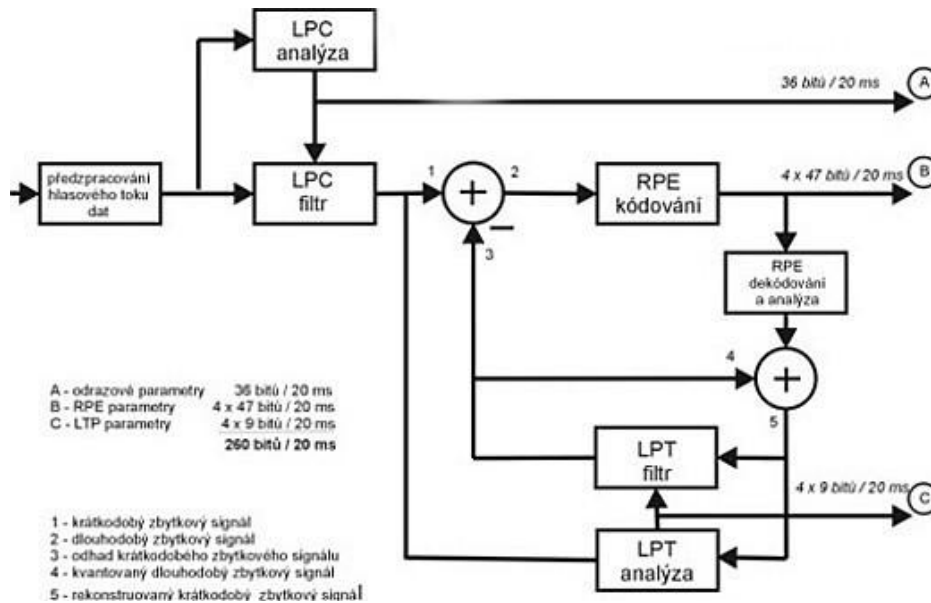 LPC
analýza
36 bitů / 20 ms
A
předzpracování
hlasového toku
dat
LPC
filtr
1
+
2
–
3
RPE
kódování
4 x 47 bitů / 20 ms
B
RPE
dekódování
a analýza
4
+
5
LPT
filtr
4 x 9 bitů / 20 ms
C
LPT
analýza
A - odrazové parametry 36 bitů / 20 ms
B - RPE parametry 4 x 47 bitů / 20 ms
C - LTP parametry 4 x 9 bitů / 20 ms
260 bitů / 20 ms
1 - krátkodobý zbytkový signál
2 - dlouhodobý zbytkový signál
3 - odhad krátkodobého zbytkového signálu
4 - kvantovaný dlouhodobý zbytkový signál
5 - rekonstruovaný krátkodobý zbytkový signál